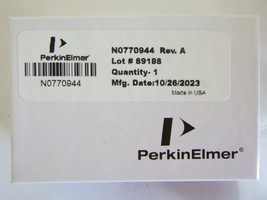 PerkinElmer
N0770944
N0770944 Rev. A
Lot # 89188
Quantity- 1
Mfg. Date:10/26/2023
Made in USA
PerkinElmer®